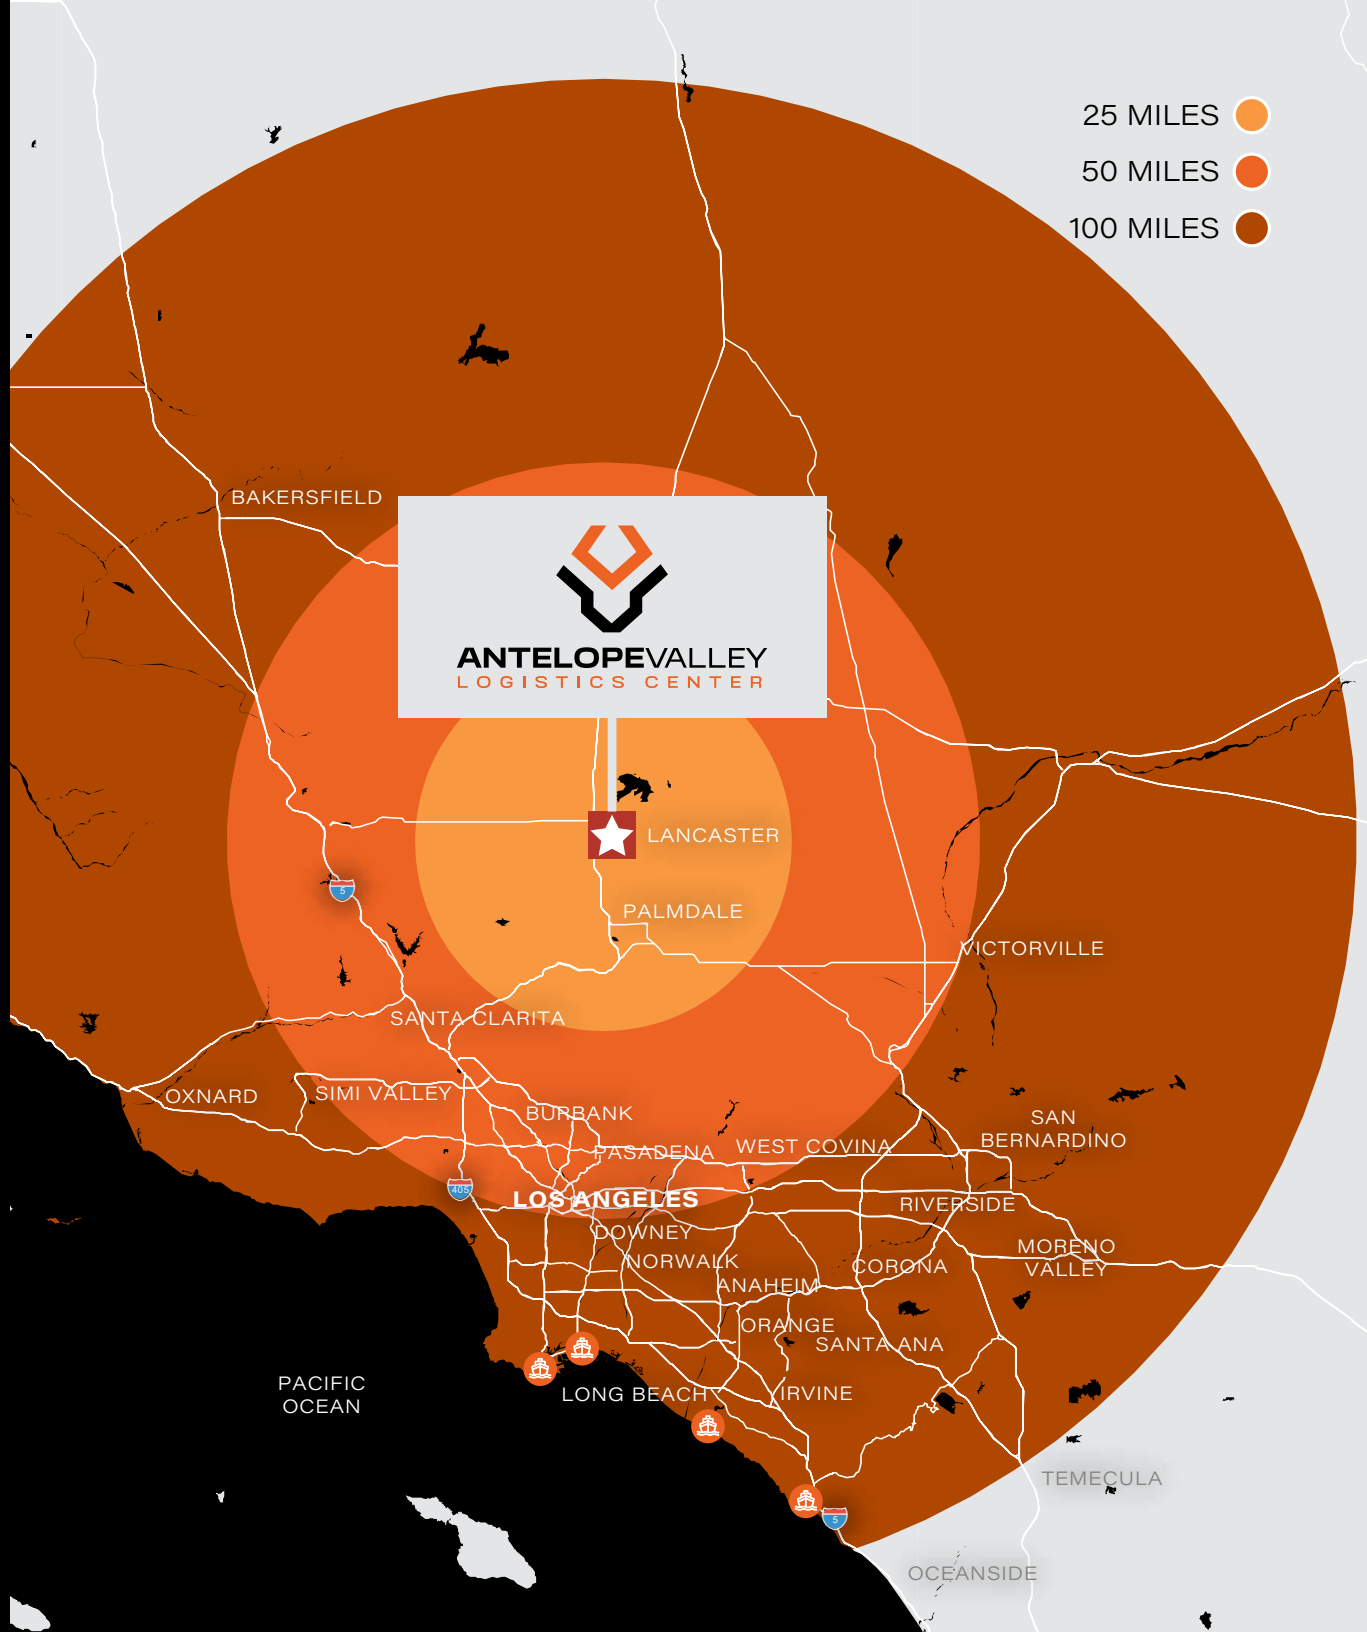 25 MILES
50 MILES
100 MILES
BAKERSFIELD
ANTELOPEVALLEY
LOGISTICS CENTER
LANCASTER
5
PALMDALE
VICTORVILLE
SANTA CLARITA
OXNARD
SIMI VALLEY
BURBANK
SAN
BERNARDINO
PASADENA
WEST COVINA
405
LOS ANGELES
RIVERSIDE
DOWNEY
NORWALK
MORENO
VALLEY
CORONA
ANAHEIM
ORANGE
SANTA ANA
PACIFIC
OCEAN
LONG BEACH
IRVINE
TEMECULA
5
OCEANSIDE